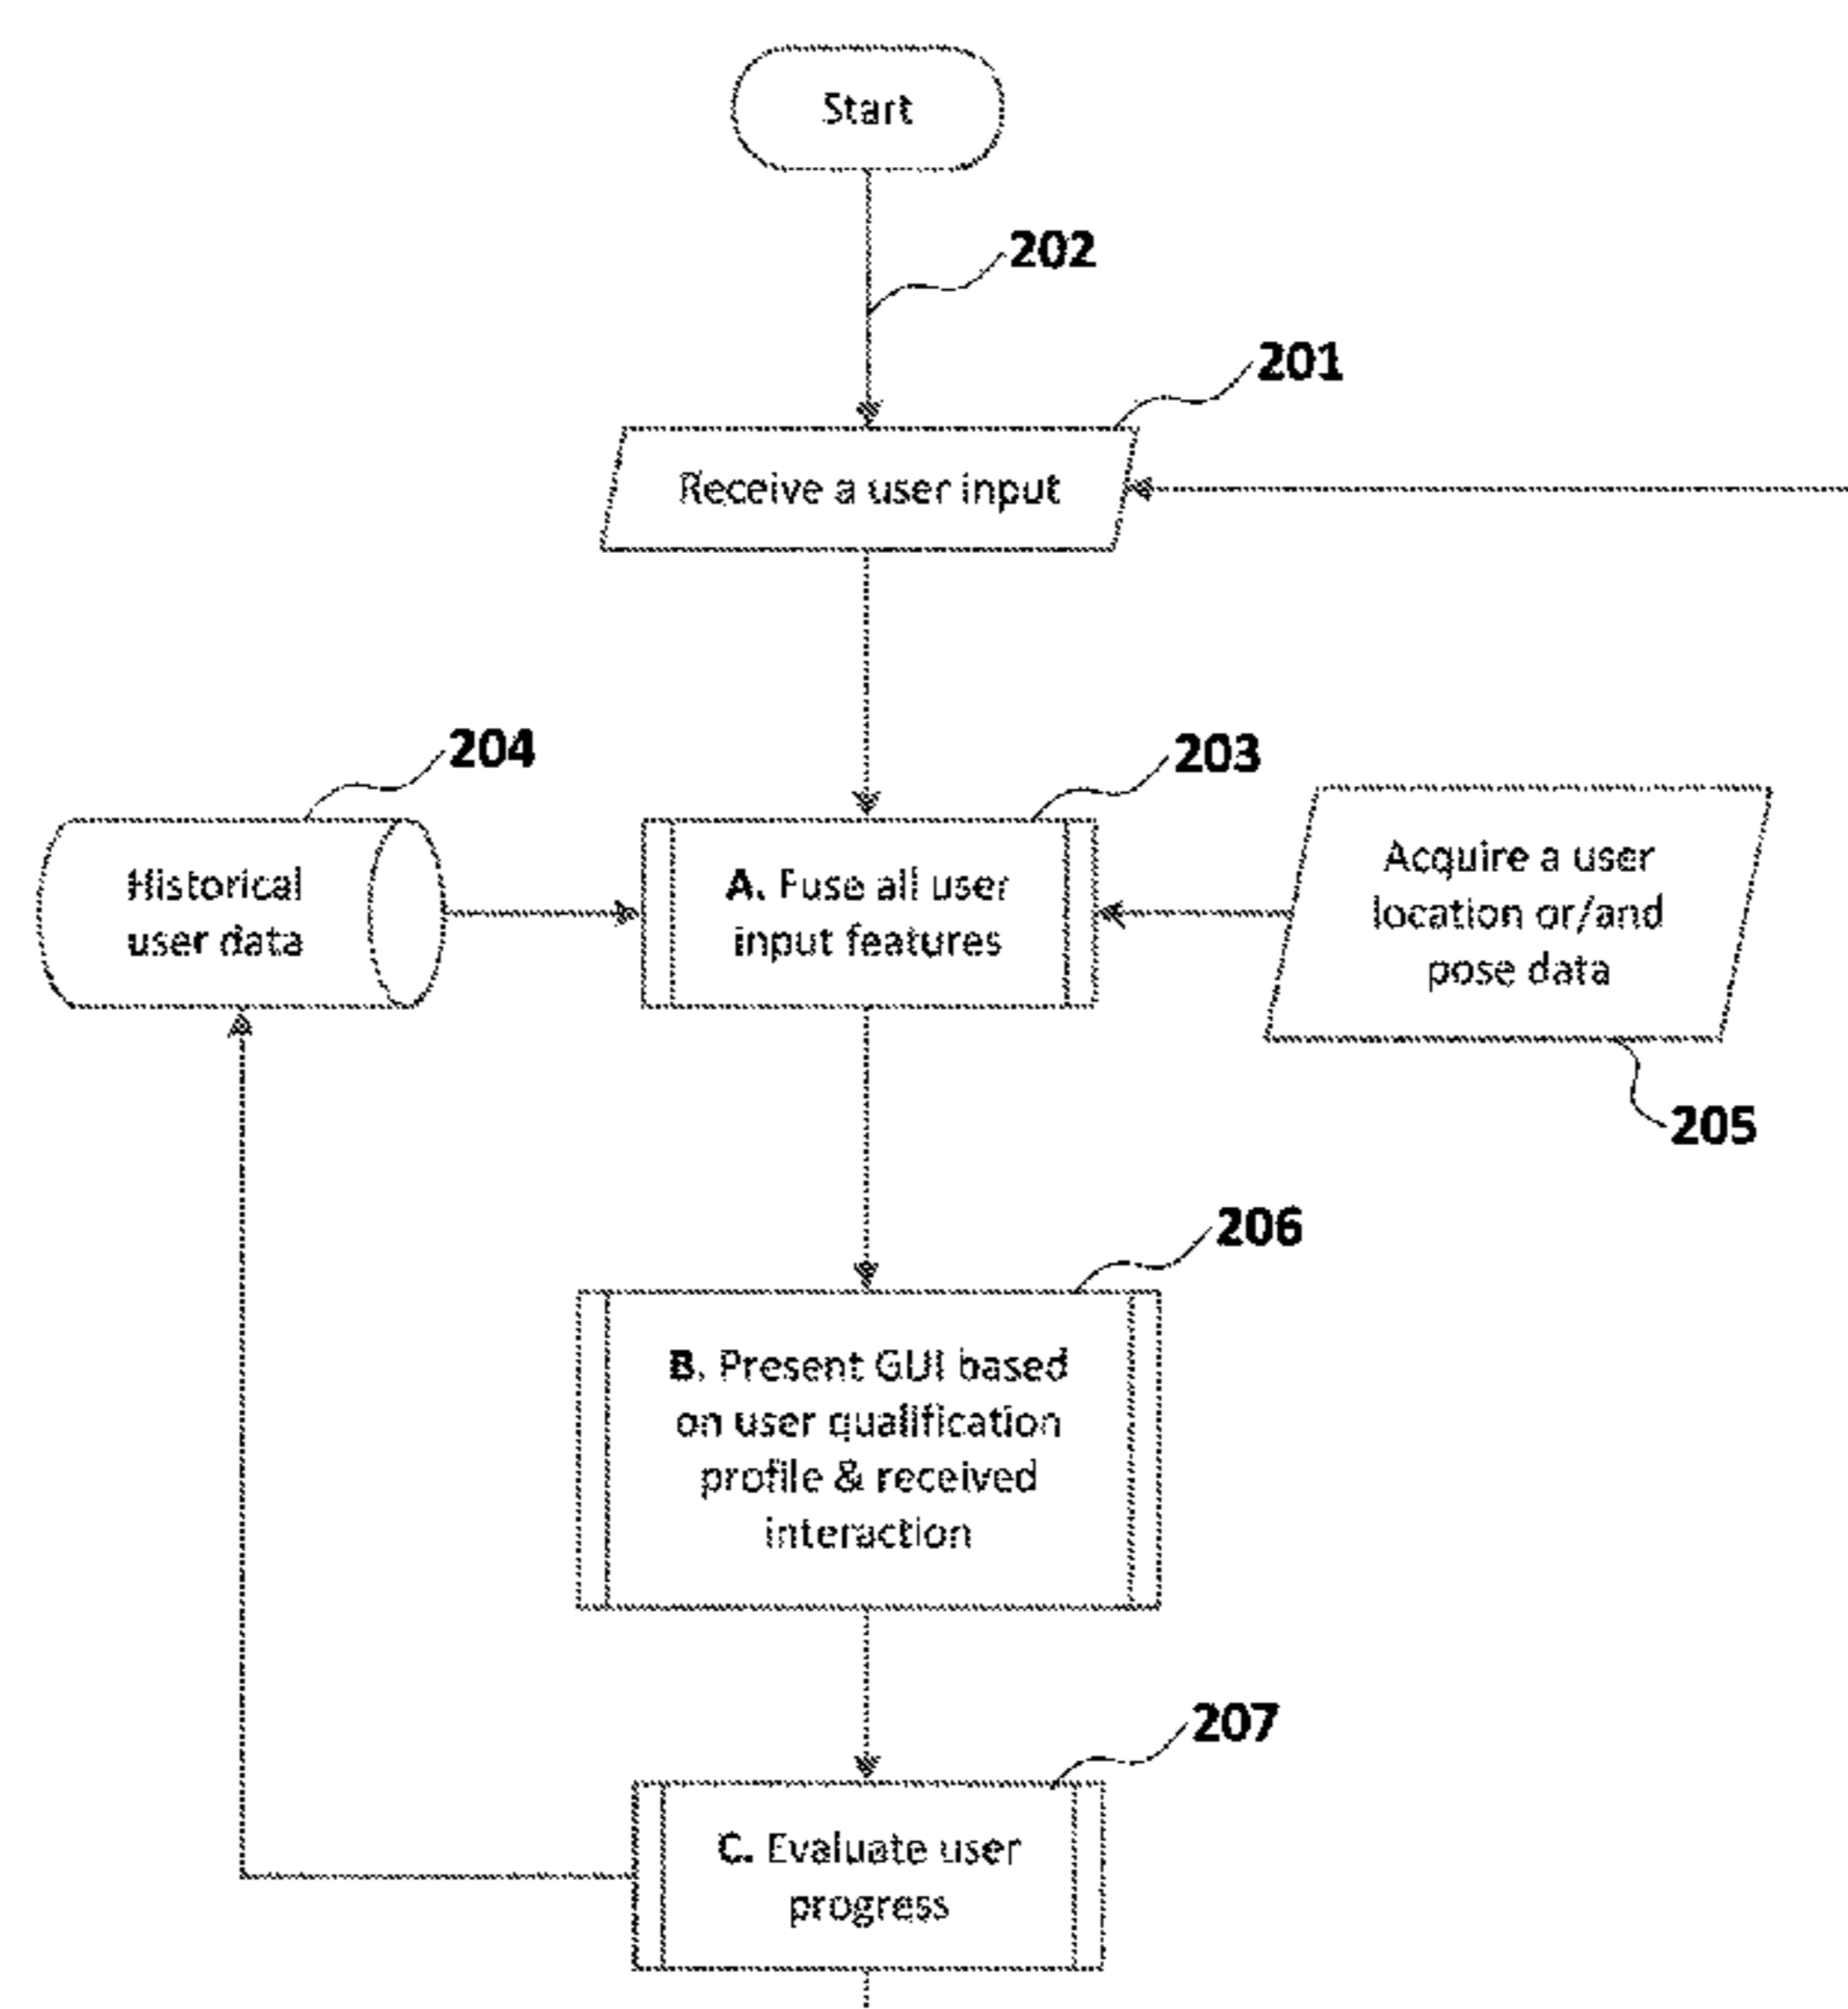 Start
202
201
Receive a user input
204
203
Historical
user data
A. Fuse all user
input features
Acquire a user
location or/and
pose data
205
206
B. Present GUI based
on user qualification
profile & received
interaction
207
C. Evaluate user
progress